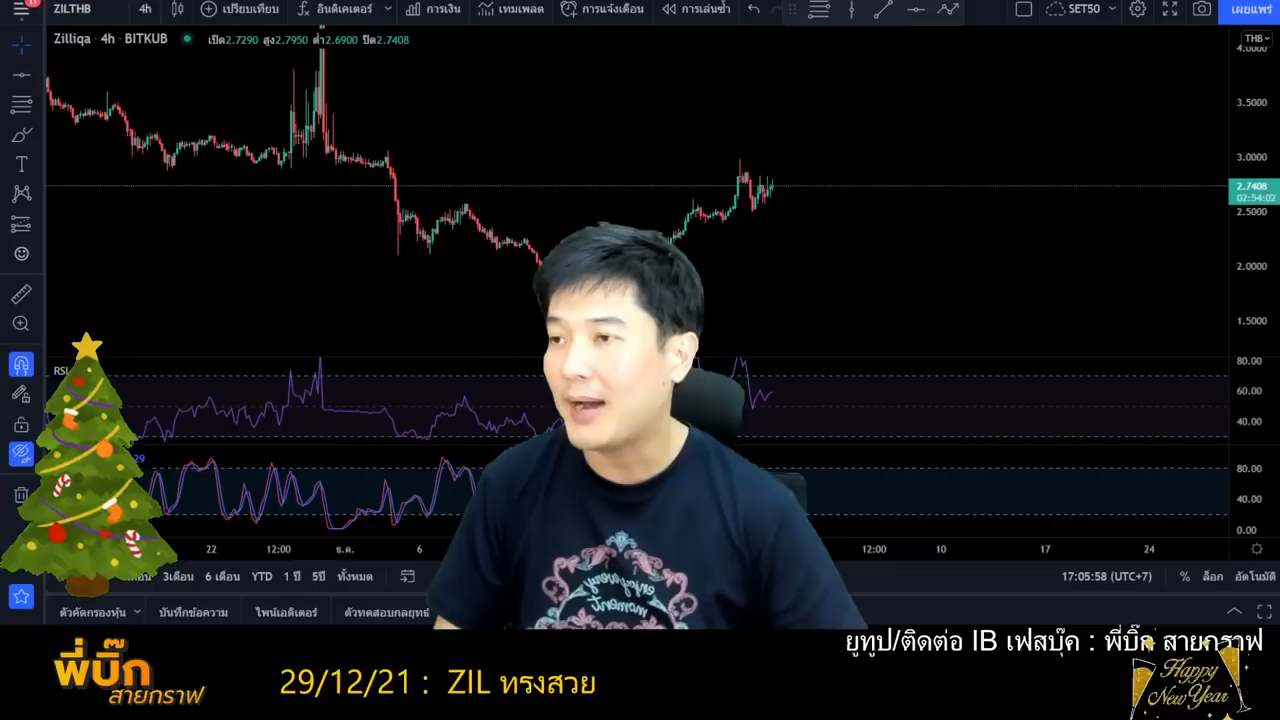 11
ZILTHB 4h เปรียบเทียบ อินดิเคเตอร์ การเงิน เทมเพลต การแจ้งเตือน การเล่นซ้ำ SET50 เผยแพร่
Zilliqa · 4h · BITKUB เปิด2.7290 สูง2.7950 ต่ำ2.6900 ปิด2.7408
THB
4.0000
3.5000
3.0000
2.7408
02:54:02
2.5000
2.0000
1.5000
RSI
80.00
60.00
40.00
29
80.00
40.00
0.00
22 12:00 ธ.ค. 6 12:00 10 17 24
3เดือน 6 เดือน YTD 1 ปี 5ปี ทั้งหมด 17:05:58 (UTC+7) % ล็อก อัตโนมัติ
ตัวคัดกรองหุ้น บันทึกข้อความ ไพน์เอดิเตอร์ ตัวทดสอบกลยุทธ์
enjoy every
moment
ยูทูป/ติดต่อ IB เฟสบุ๊ค : พี่บิ๊ก สายกราฟ
พี่บิ๊ก
สายกราฟ
29/12/21 : ZIL ทรงสวย
Happy
New Year